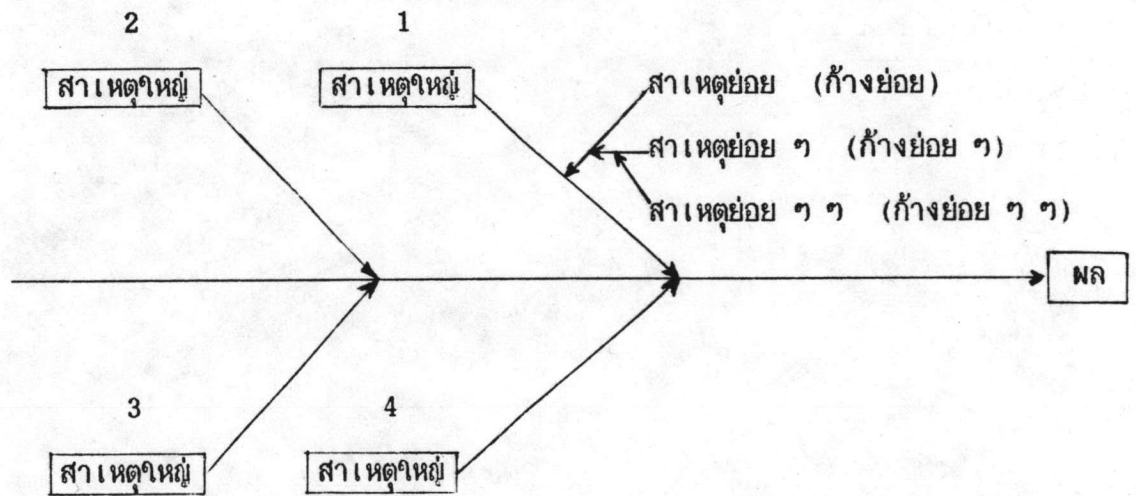 2 1
สาเหตุใหญ่ สาเหตุใหญ่ สาเหตุย่อย (ก้างย่อย)
สาเหตุย่อย ๆ (ก้างย่อย ๆ)
สาเหตุย่อย ๆ ๆ (ก้างย่อย ๆ ๆ)
ผล
3 4
สาเหตุใหญ่ สาเหตุใหญ่